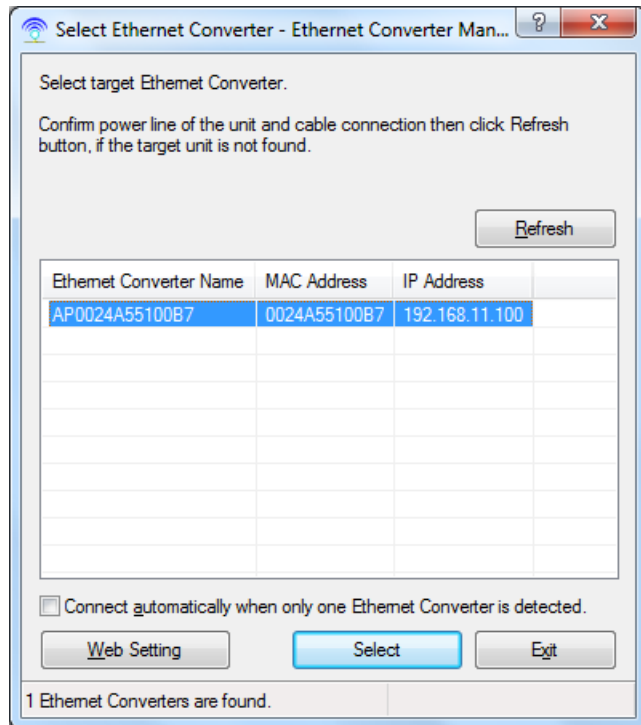 Select Ethernet Converter - Ethernet Converter Man...
Select target Ethernet Converter.
Confirm power line of the unit and cable connection then click Refresh
button, if the target unit is not found.
Refresh
Ethernet Converter Name MAC Address IP Address
AP0024A55100B7 0024A55100B7 192.168.11.100
Connect automatically when only one Ethernet Converter is detected.
Web Setting Select Exit
1 Ethernet Converters are found.